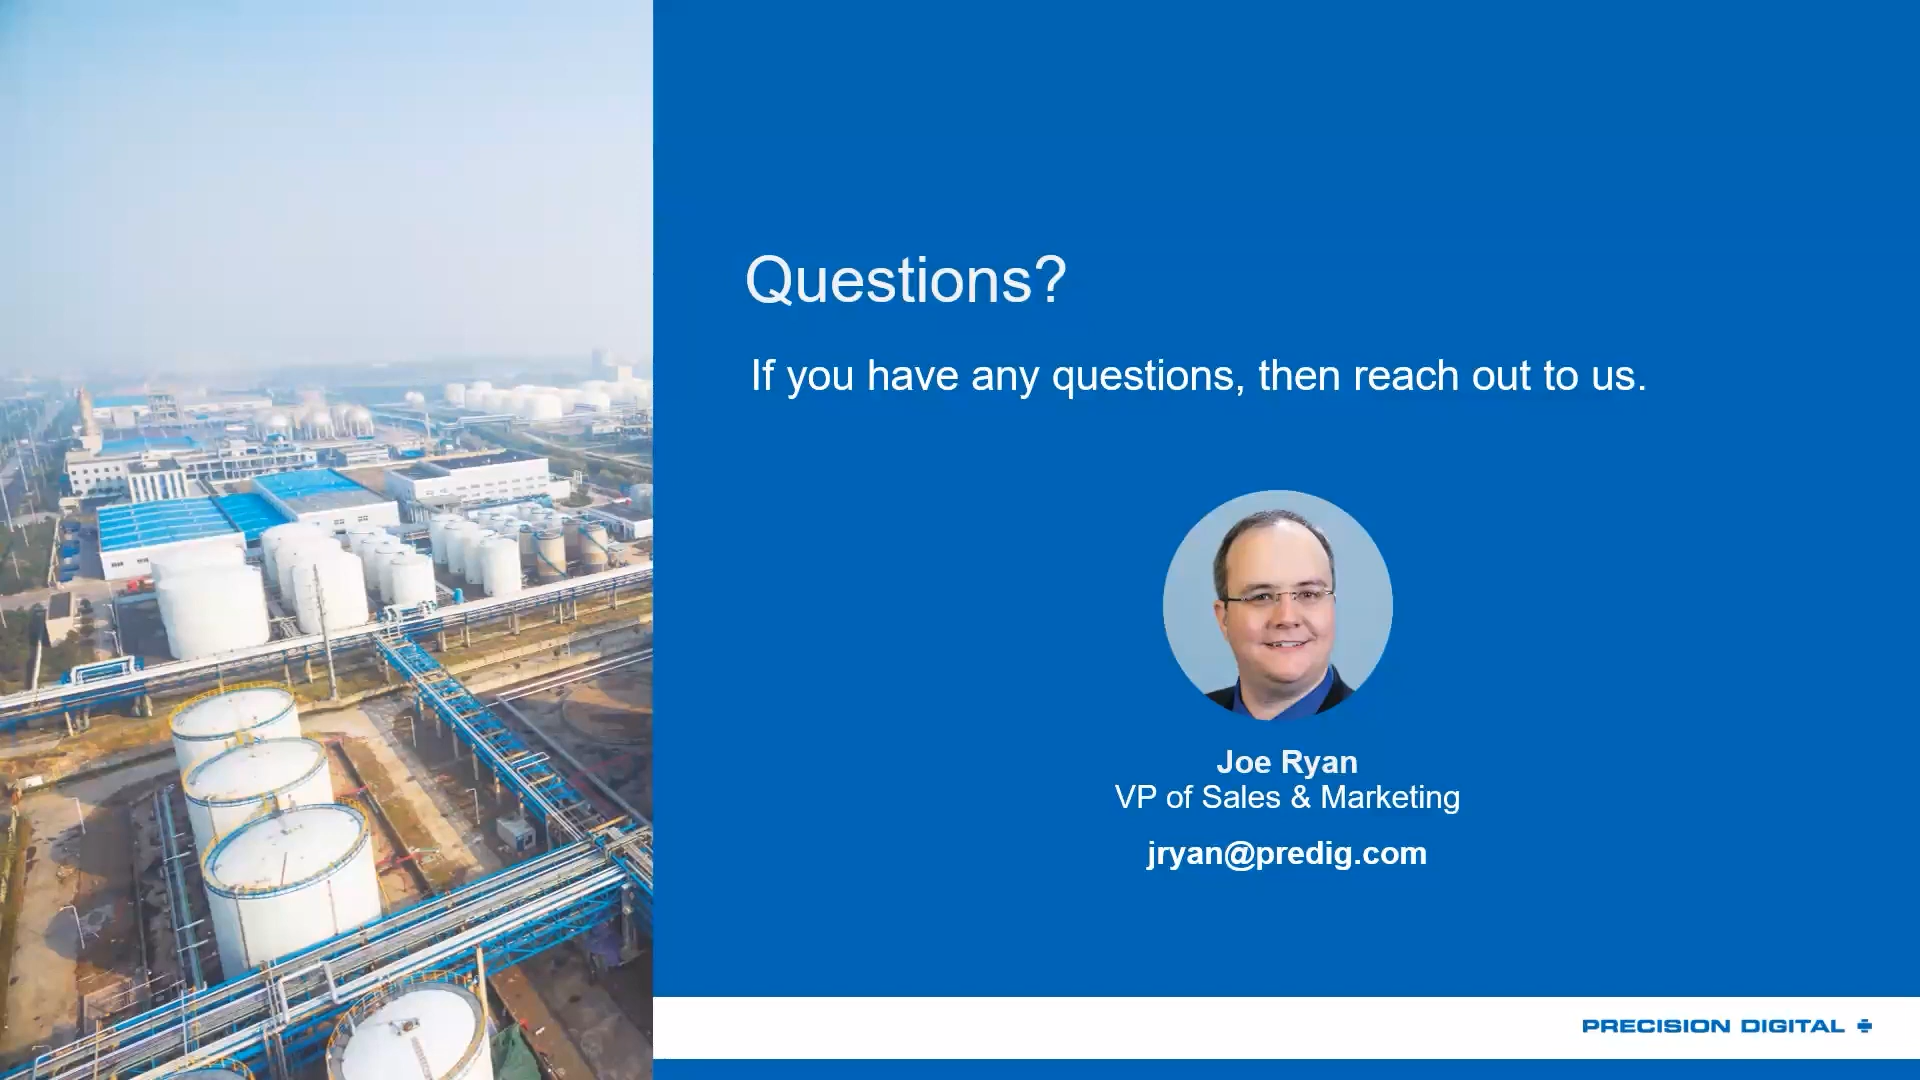 Questions?
If you have any questions, then reach out to us.
Joe Ryan
VP of Sales & Marketing
jryan@predig.com
PRECISION DIGITAL